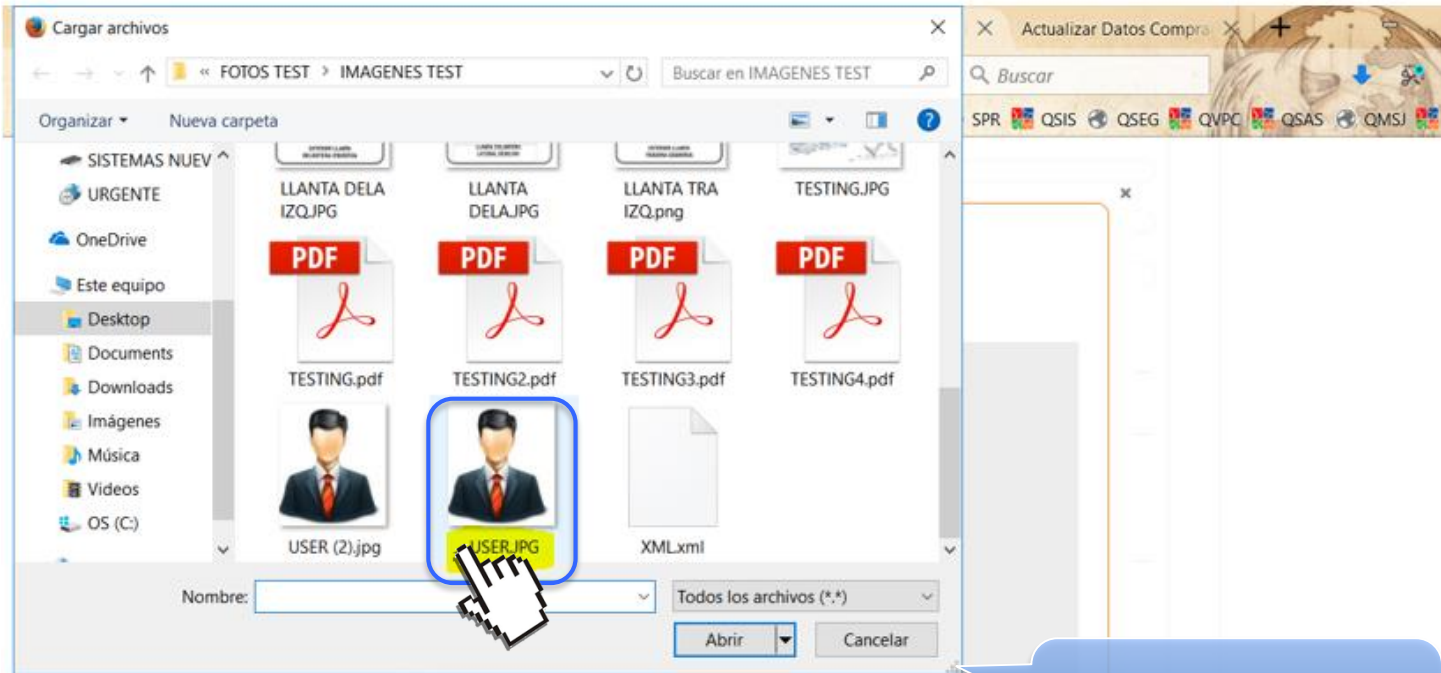 Cargar archivos
Actualizar Datos Compra
« FOTOS TEST > IMAGENES TEST
Buscar en IMAGENES TEST
Buscar
Organizar
Nueva carpeta
SPR
QSIS
QSEG
QVPC
QSAS
QMSJ
SISTEMAS NUEV
URGENTE
OneDrive
Este equipo
Desktop
Documents
Downloads
Imágenes
Música
Videos
OS (C:)
LLANTA DELA
IZQ.JPG
LLANTA
DELA.JPG
LLANTA TRA
IZQ.png
TESTING.JPG
PDF
PDF
PDF
PDF
TESTING.pdf
TESTING2.pdf
TESTING3.pdf
TESTING4.pdf
USER (2).jpg
USER.JPG
XML.xml
Nombre:
Todos los archivos (*.*)
Abrir
Cancelar